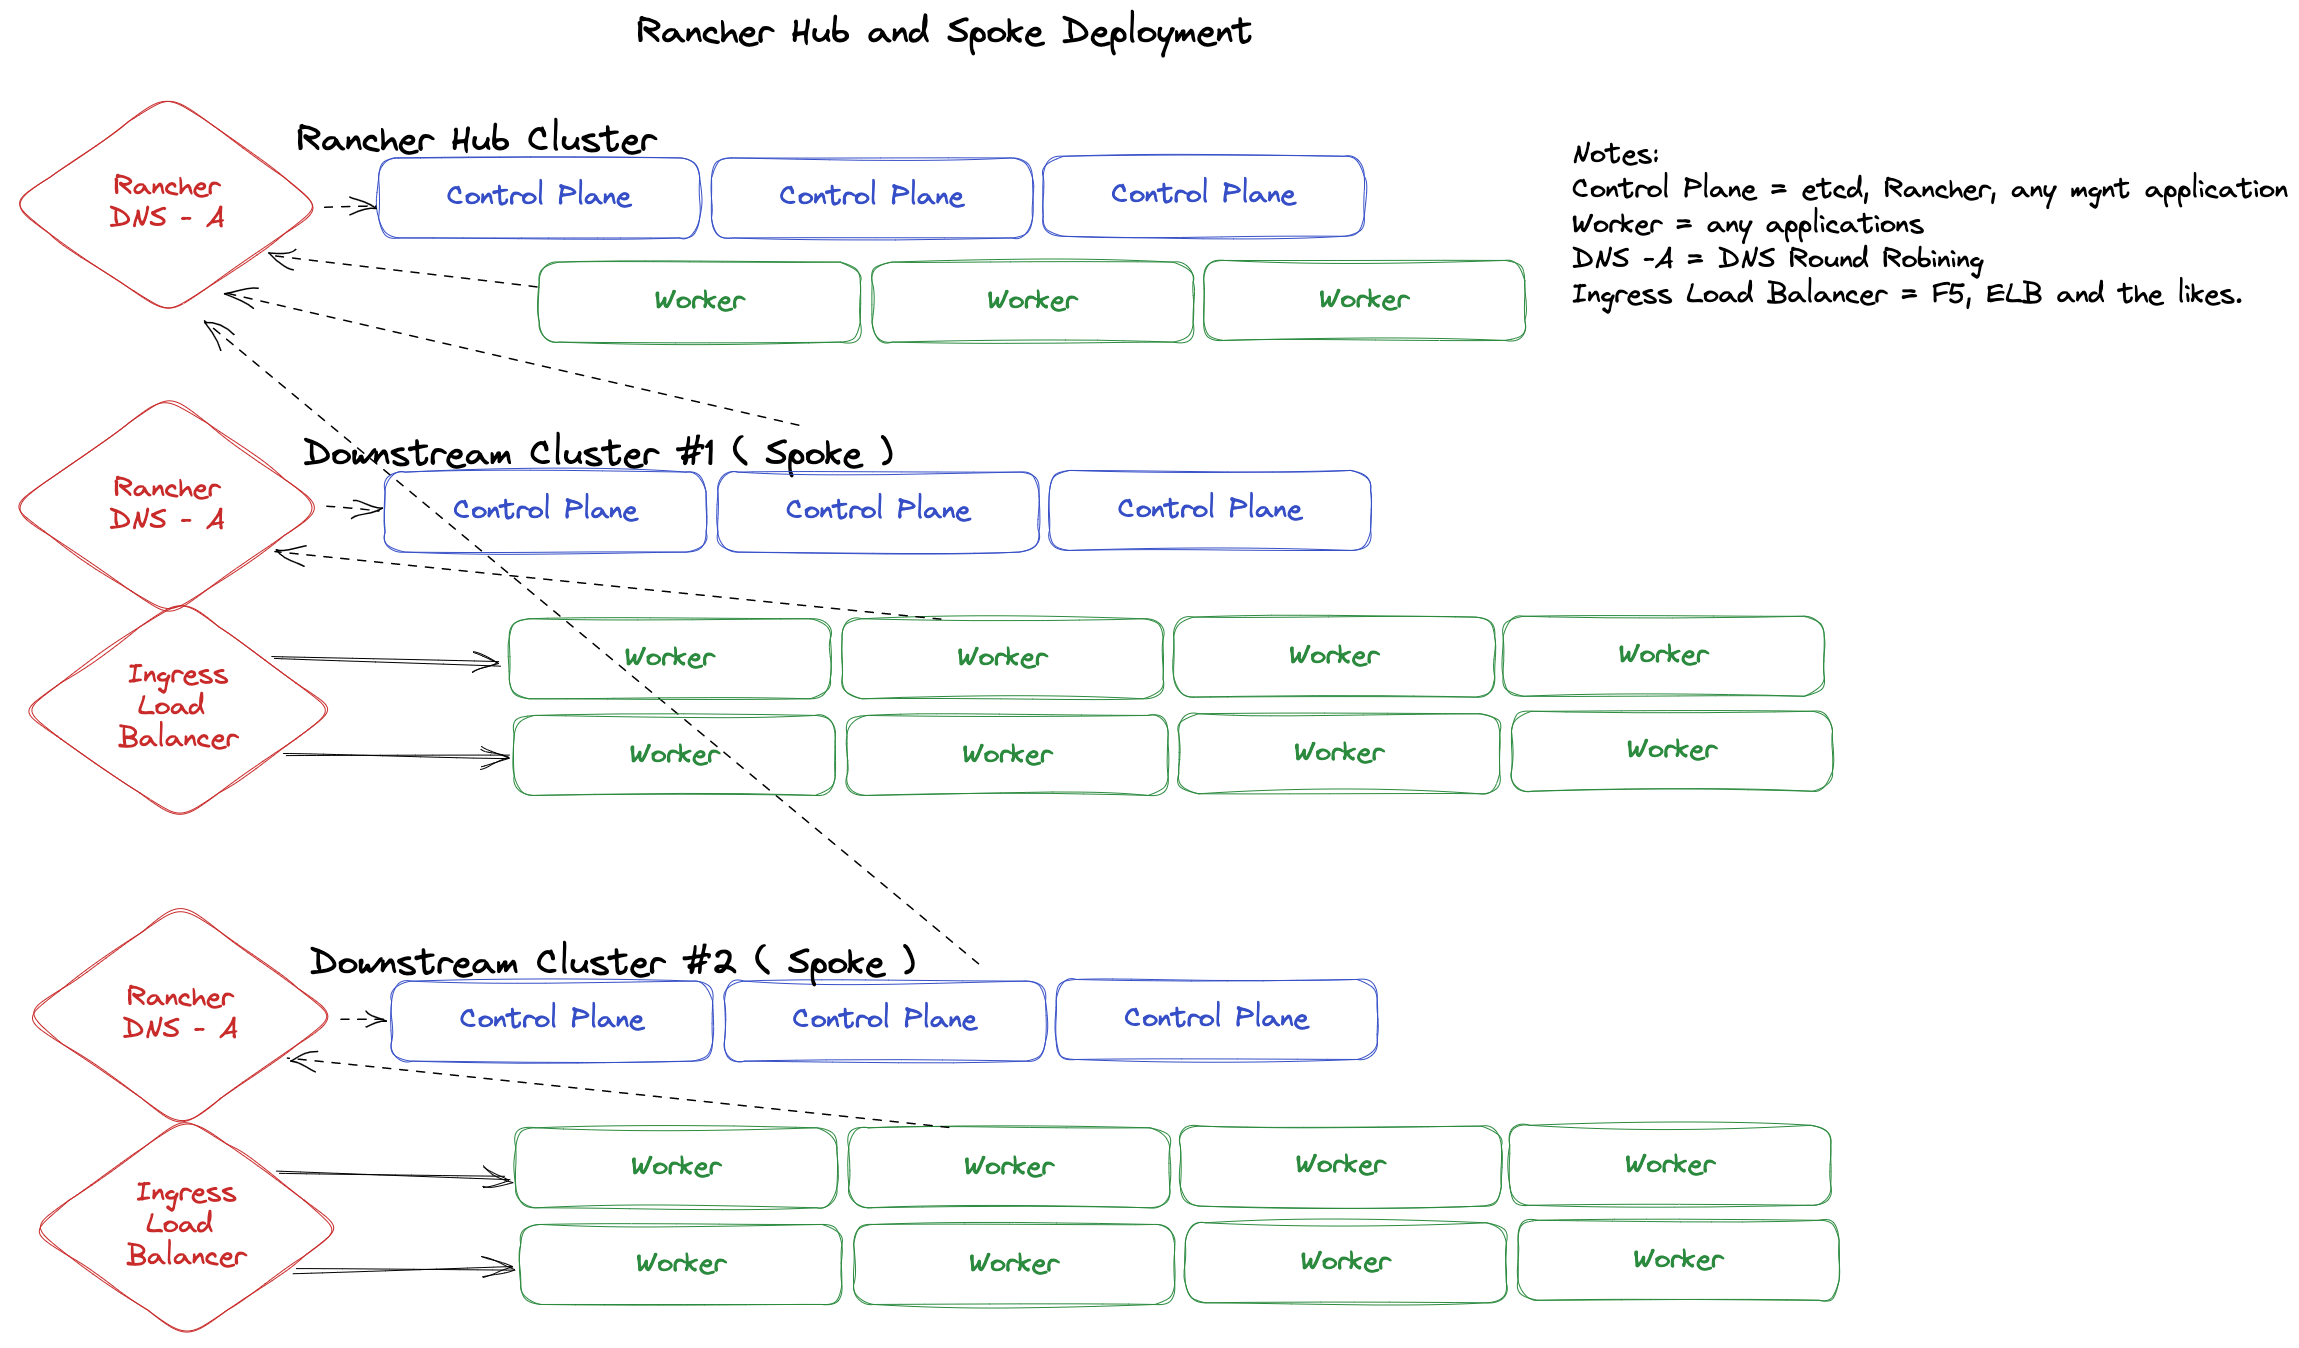 Rancher Hub and Spoke Deployment
Rancher Hub Cluster
Rancher
DNS - A
Control Plane
Control Plane
Control Plane
Worker
Worker
Worker
Notes:
Control Plane = etcd, Rancher, any mgnt application
Worker = any applications
DNS -A = DNS Round Robining
Ingress Load Balancer = F5, ELB and the likes.
Downstream Cluster #1 ( Spoke )
Rancher
DNS - A
Control Plane
Control Plane
Control Plane
Ingress
Load
Balancer
Worker
Worker
Worker
Worker
Worker
Worker
Worker
Worker
Downstream Cluster #2 ( Spoke )
Rancher
DNS - A
Control Plane
Control Plane
Control Plane
Ingress
Load
Balancer
Worker
Worker
Worker
Worker
Worker
Worker
Worker
Worker